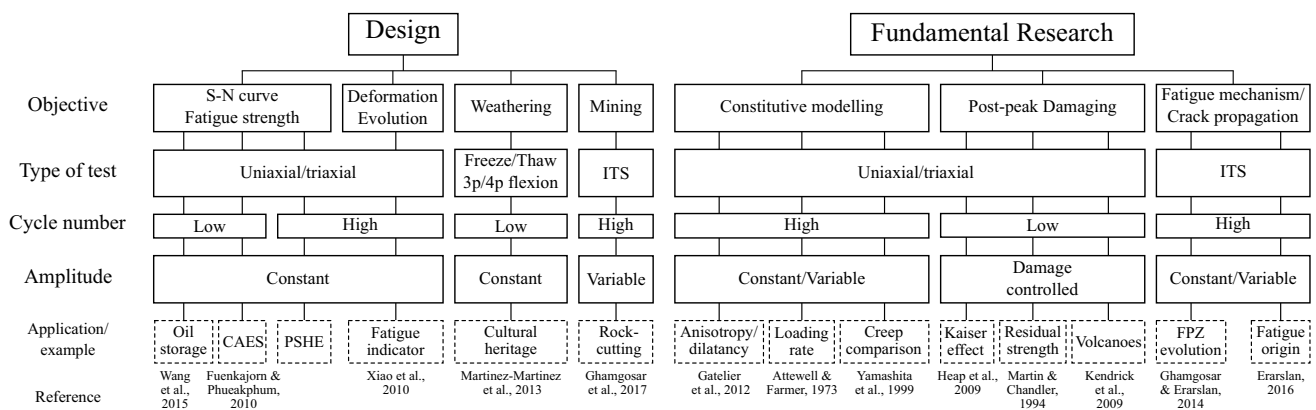 Design
Fundamental Research
Objective
S-N curve
Fatigue strength
Deformation
Evolution
Weathering
Mining
Constitutive modelling
Post-peak Damaging
Fatigue mechanism/
Crack propagation
Type of test
Uniaxial/triaxial
Freeze/Thaw
3p/4p flexion
ITS
Uniaxial/triaxial
ITS
Cycle number
Low
High
Low
High
High
Low
High
Amplitude
Constant
Constant
Variable
Constant/Variable
Damage
controlled
Constant/Variable
Application/
example
Oil
storage
CAES
PSHE
Fatigue
indicator
Cultural
heritage
Rock-
cutting
Anisotropy/
dilatancy
Loading
rate
Creep
comparison
Kaiser
effect
Residual
strength
Volcanoes
FPZ
evolution
Fatigue
origin
Reference
Wang
et al.,
2015
Fuenkajorn &
Phueakphum,
2010
Xiao et al.,
2010
Martinez-Martinez
et al., 2013
Ghamgosar
et al., 2017
Gatelier
et al., 2012
Attewell &
Farmer, 1973
Yamashita
et al., 1999
Heap et al.,
2009
Martin &
Chandler,
1994
Kendrick
et al.,
2009
Ghamgosar
& Erarslan,
2014
Erarslan,
2016